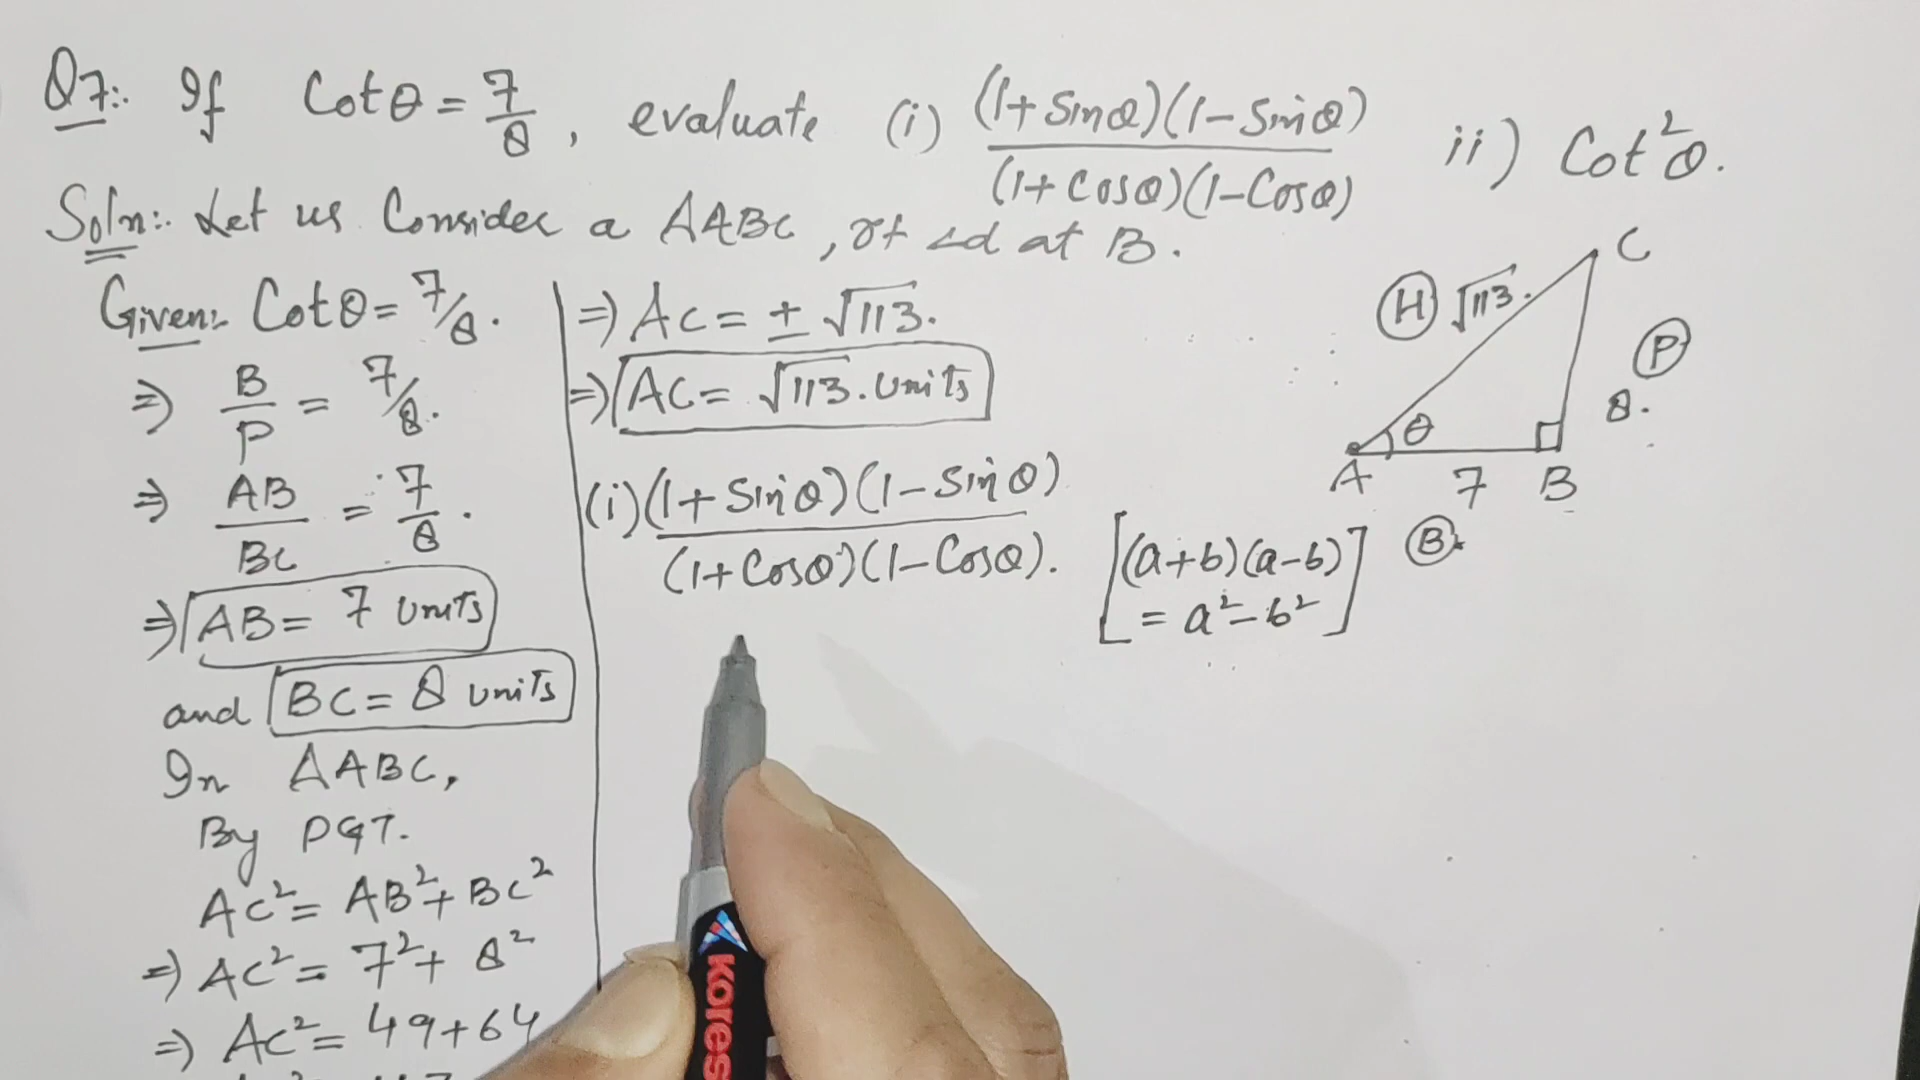 Q7:. If Cotθ = 7/8, evaluate (i) (1+Sinθ)(1-Sinθ)/(1+Cosθ)(1-Cosθ) ii) Cot²θ.
Soln:. Let us Consider a ΔABC, rt ∠d at B.
Given:- Cotθ = 7/8.
⇒ B/P = 7/8.
⇒ AB/BC = 7/8.
⇒ AB = 7 units
and BC = 8 units
In ΔABC,
By PGT.
AC² = AB² + BC²
⇒ AC² = 7² + 8²
⇒ AC² = 49+64
⇒ AC = ± √113.
⇒ AC = √113. units
(i) (1+Sinθ)(1-Sinθ)/(1+Cosθ)(1-Cosθ).
[(a+b)(a-b)
= a²-b²]
C
H √113.
P
8.
θ
A 7 B
B
KORES